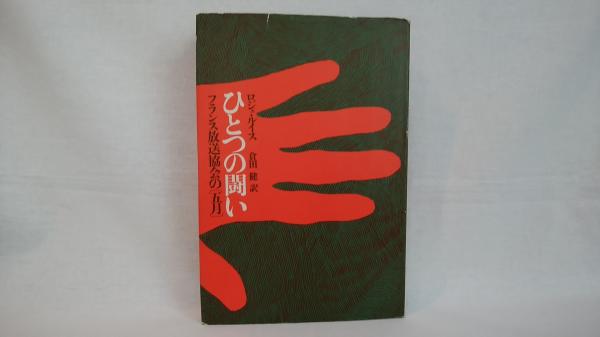 ロジェ・ルイス 倉田 健 訳
ひとつの闘い
フランス放送協会の「五月」